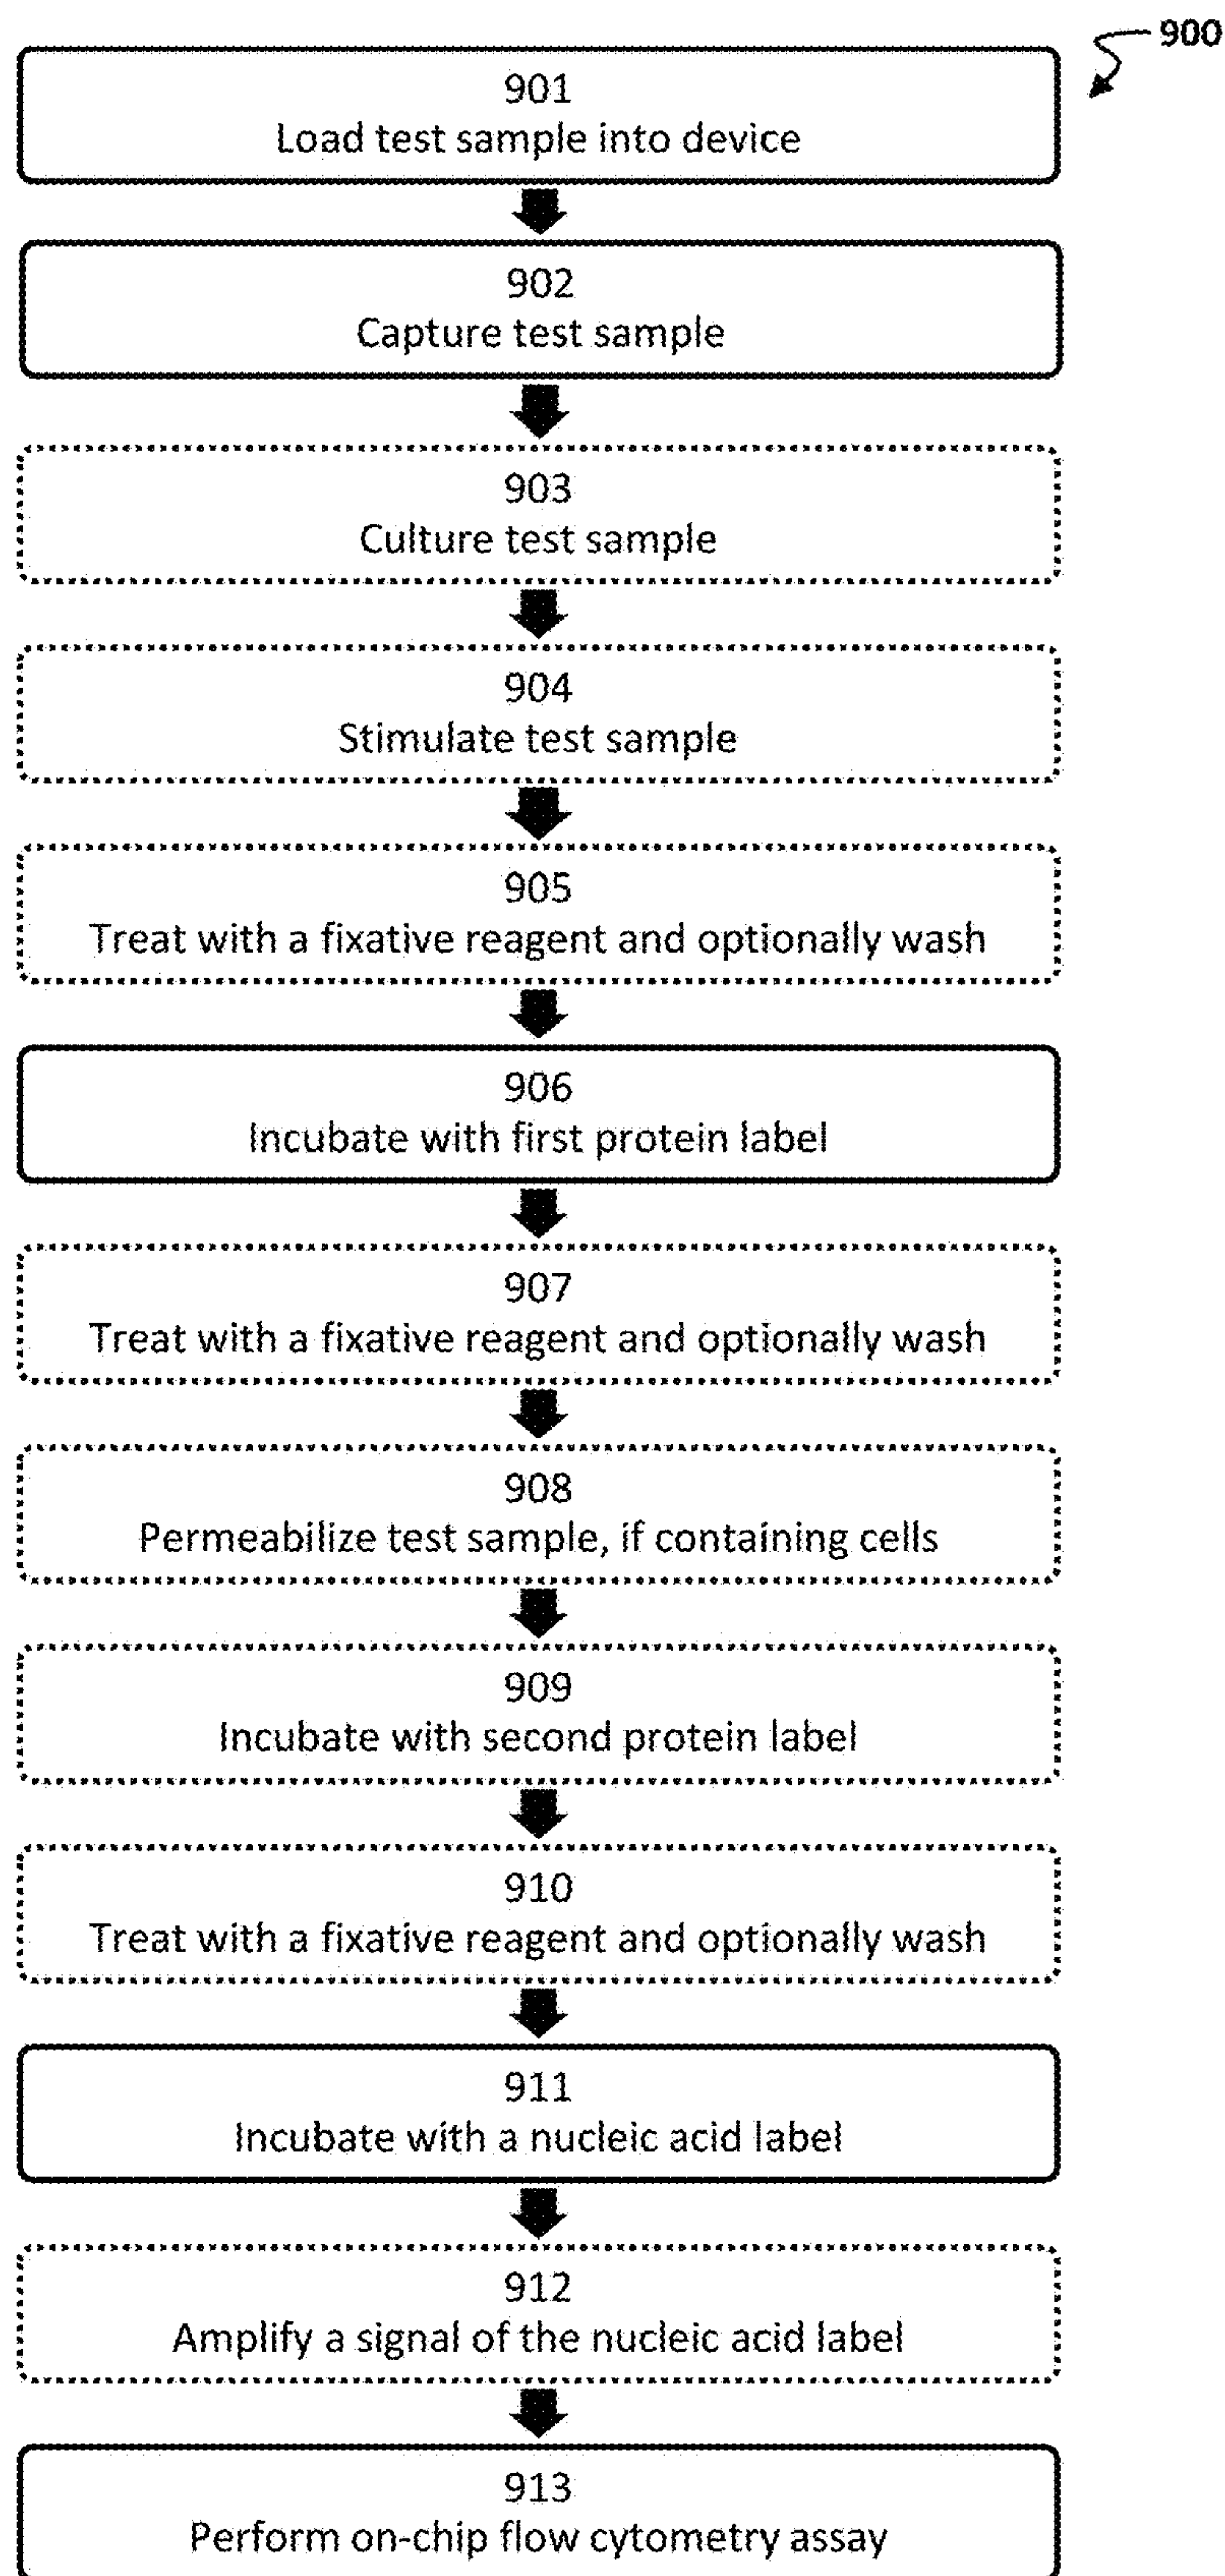 900
901
Load test sample into device
902
Capture test sample
903
Culture test sample
904
Stimulate test sample
905
Treat with a fixative reagent and optionally wash
906
Incubate with first protein label
907
Treat with a fixative reagent and optionally wash
908
Permeabilize test sample, if containing cells
909
Incubate with second protein label
910
Treat with a fixative reagent and optionally wash
911
Incubate with a nucleic acid label
912
Amplify a signal of the nucleic acid label
913
Perform on-chip flow cytometry assay